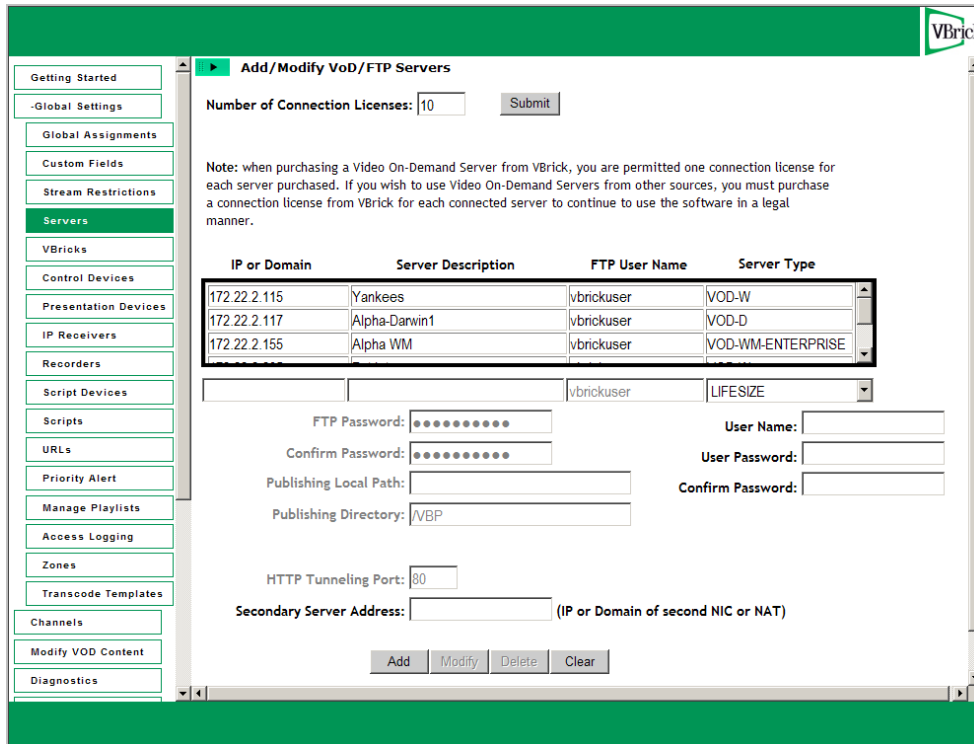 VBric
Getting Started
-Global Settings
Global Assignments
Custom Fields
Stream Restrictions
Servers
VBricks
Control Devices
Presentation Devices
IP Receivers
Recorders
Script Devices
Scripts
URLs
Priority Alert
Manage Playlists
Access Logging
Zones
Transcode Templates
Channels
Modify VOD Content
Diagnostics
Add/Modify VoD/FTP Servers
Number of Connection Licenses: 10 Submit
Note: when purchasing a Video On-Demand Server from VBrick, you are permitted one connection license for
each server purchased. If you wish to use Video On-Demand Servers from other sources, you must purchase
a connection license from VBrick for each connected server to continue to use the software in a legal
manner.
IP or Domain Server Description FTP User Name Server Type
172.22.2.115 Yankees vbrickuser VOD-W
172.22.2.117 Alpha-Darwin1 vbrickuser VOD-D
172.22.2.155 Alpha WM vbrickuser VOD-WM-ENTERPRISE
vbrickuser LIFESIZE
FTP Password: ●●●●●●●●●● User Name:
Confirm Password: ●●●●●●●●●● User Password:
Publishing Local Path: Confirm Password:
Publishing Directory: /VBP
HTTP Tunneling Port: 80
Secondary Server Address: (IP or Domain of second NIC or NAT)
Add Modify Delete Clear